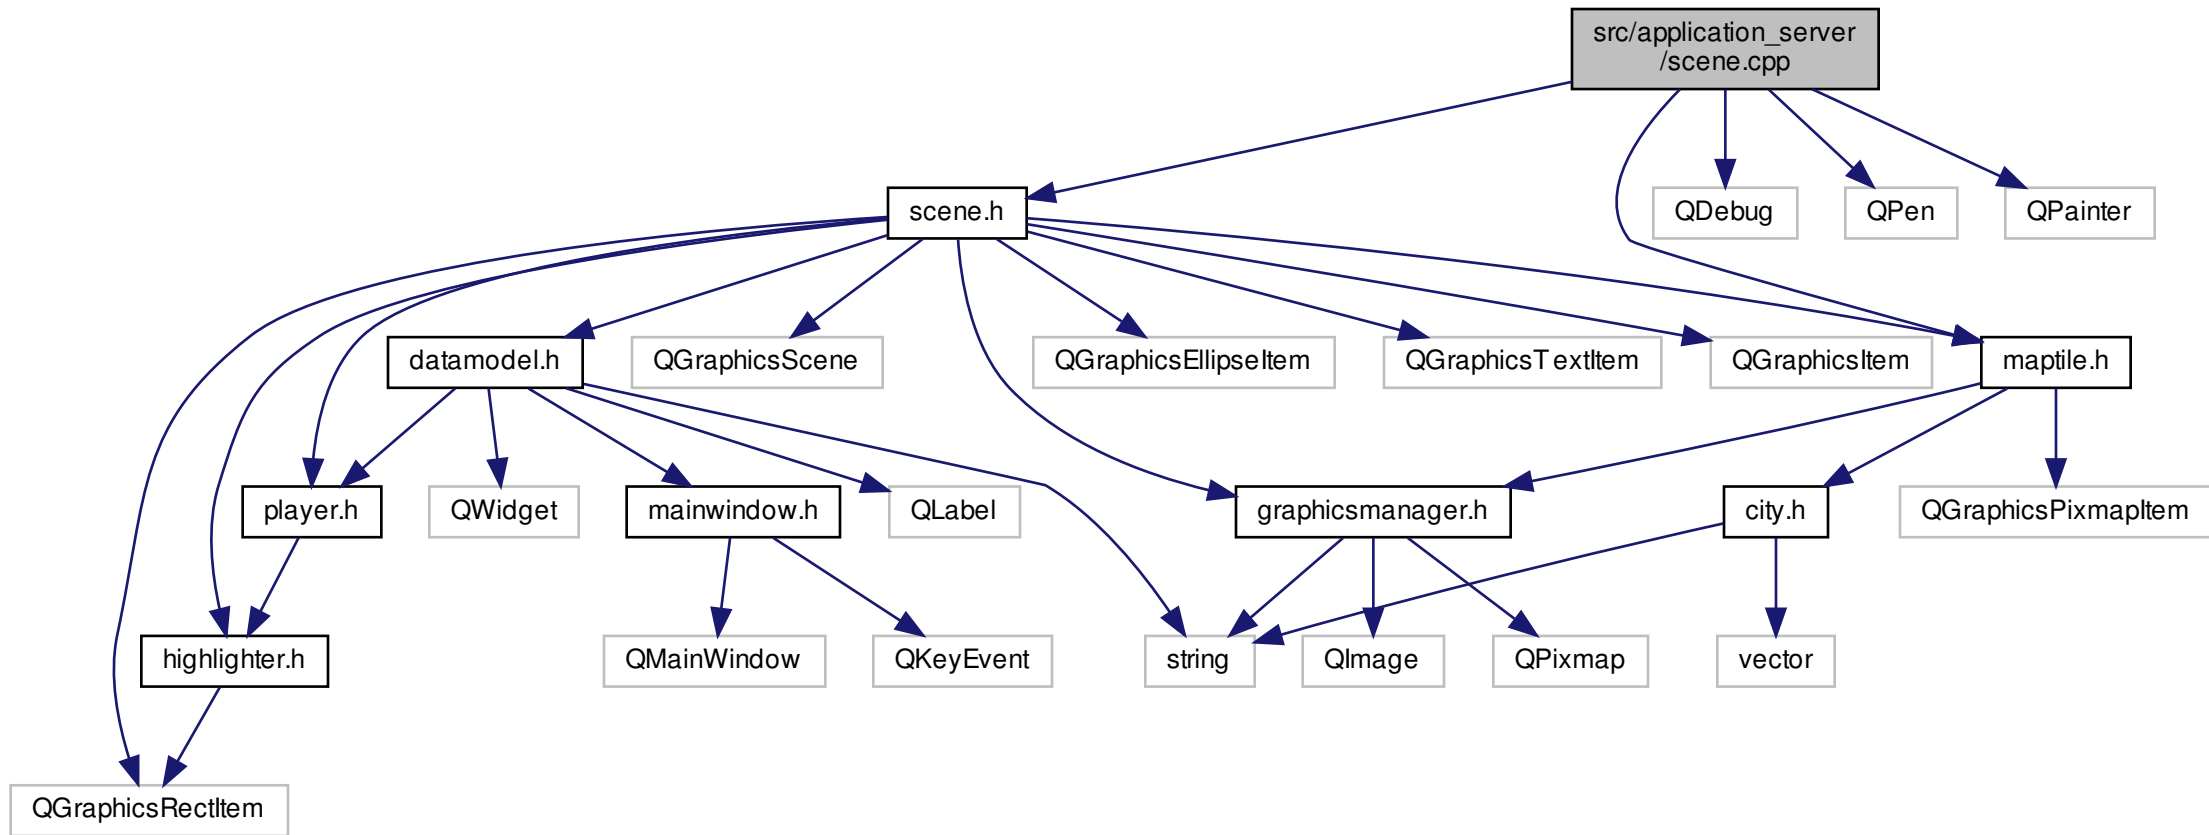 src/application_server
/scene.cpp
scene.h
QDebug
QPen
QPainter
datamodel.h
QGraphicsScene
QGraphicsEllipseItem
QGraphicsTextItem
QGraphicsItem
maptile.h
player.h
QWidget
mainwindow.h
QLabel
graphicsmanager.h
city.h
QGraphicsPixmapItem
highlighter.h
QMainWindow
QKeyEvent
string
QImage
QPixmap
vector
QGraphicsRectItem